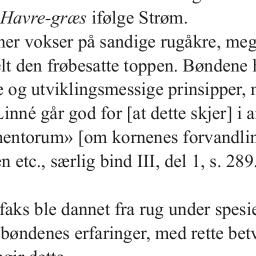 Havre-græs ifølge Strøm.
ner vokser på sandige rugåkre, meg
lt den frøbesatte toppen. Bøndene
e og utviklingsmessige prinsipper,
Linné går god for [at dette skjer] i
mentorum» [om kornenes forvandlin
en etc., særlig bind III, del 1, s. 289.
faks ble dannet fra rug under spesie
bøndenes erfaringer, med rette betv